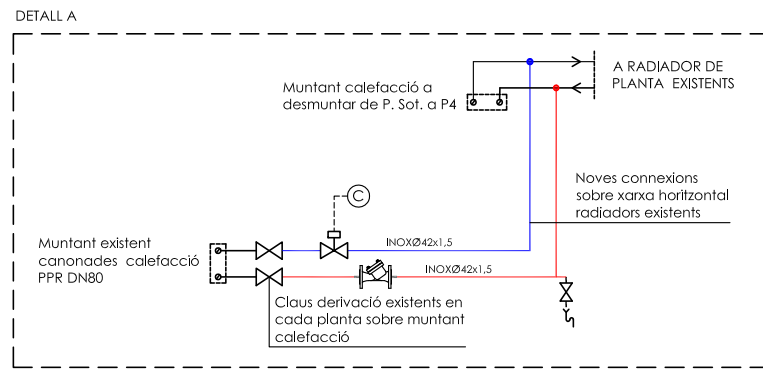 DETALL A
A RADIADOR DE
PLANTA EXISTENTS
Muntant calefacció a
desmuntar de P. Sot. a P4
Noves connexions
sobre xarxa horitzontal
radiadors existents
C
Muntant existent
canonades calefacció
PPR DN80
INOXØ42x1,5
INOXØ42x1,5
Claus derivació existents en
cada planta sobre muntant
calefacció